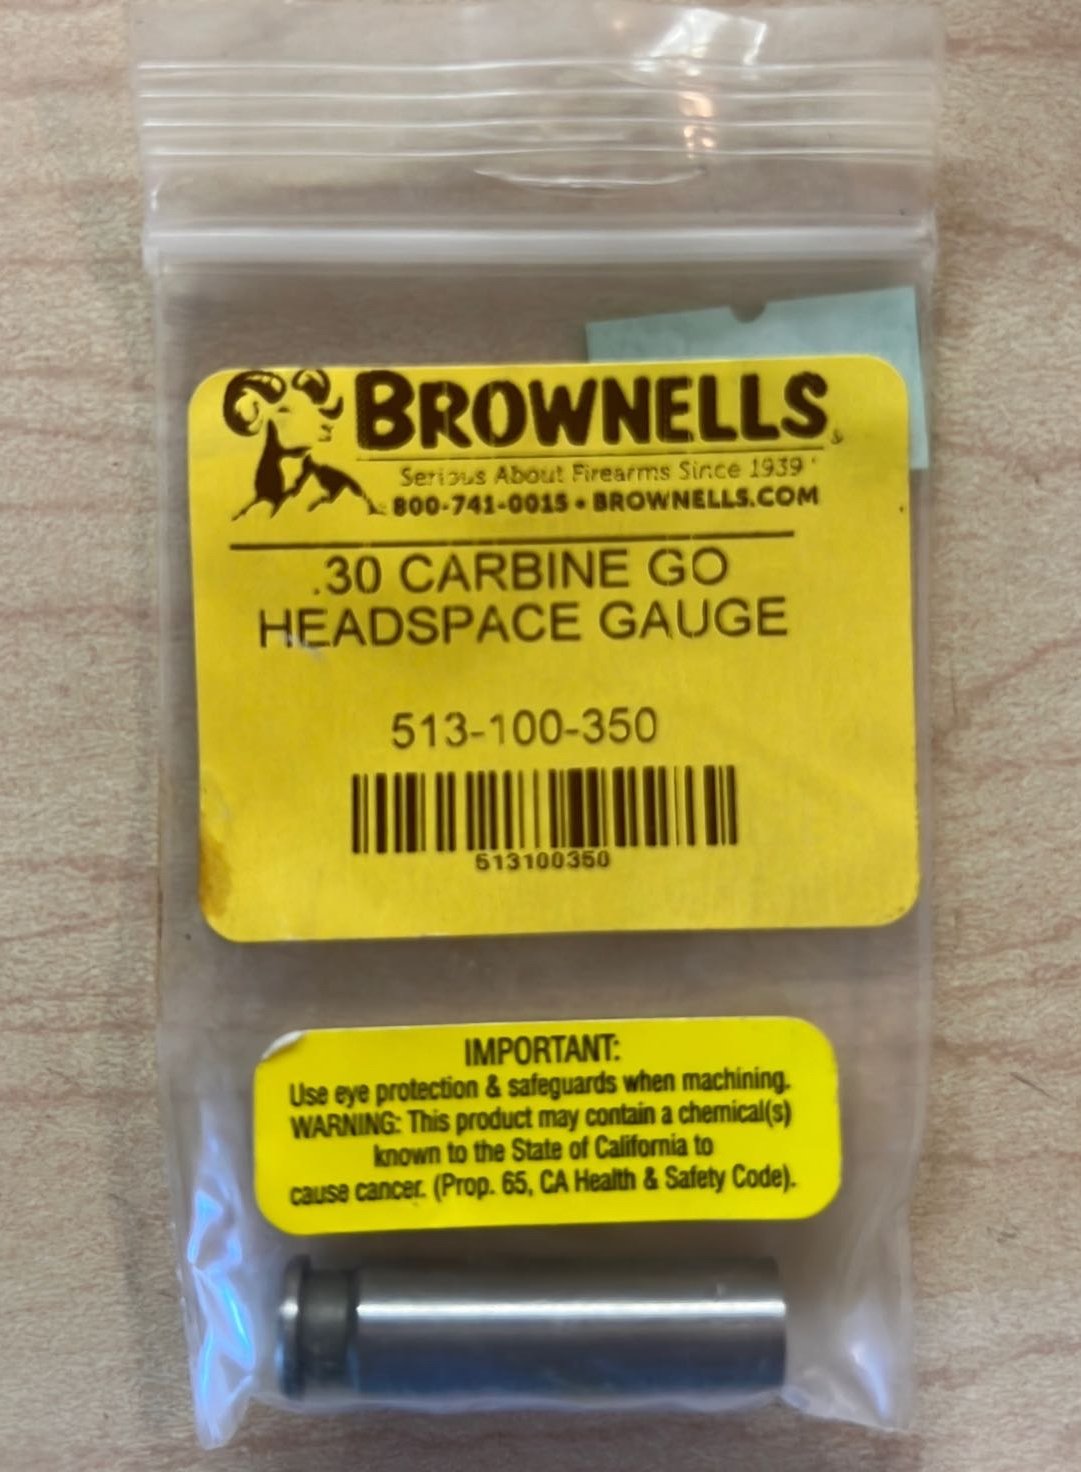 BROWNELLS
Serious About Firearms Since 1939
800-741-0015 • BROWNELLS.COM
.30 CARBINE GO
HEADSPACE GAUGE
513-100-350
513100350
IMPORTANT:
Use eye protection & safeguards when machining.
WARNING: This product may contain a chemical(s)
known to the State of California to
cause cancer. (Prop. 65, CA Health & Safety Code).